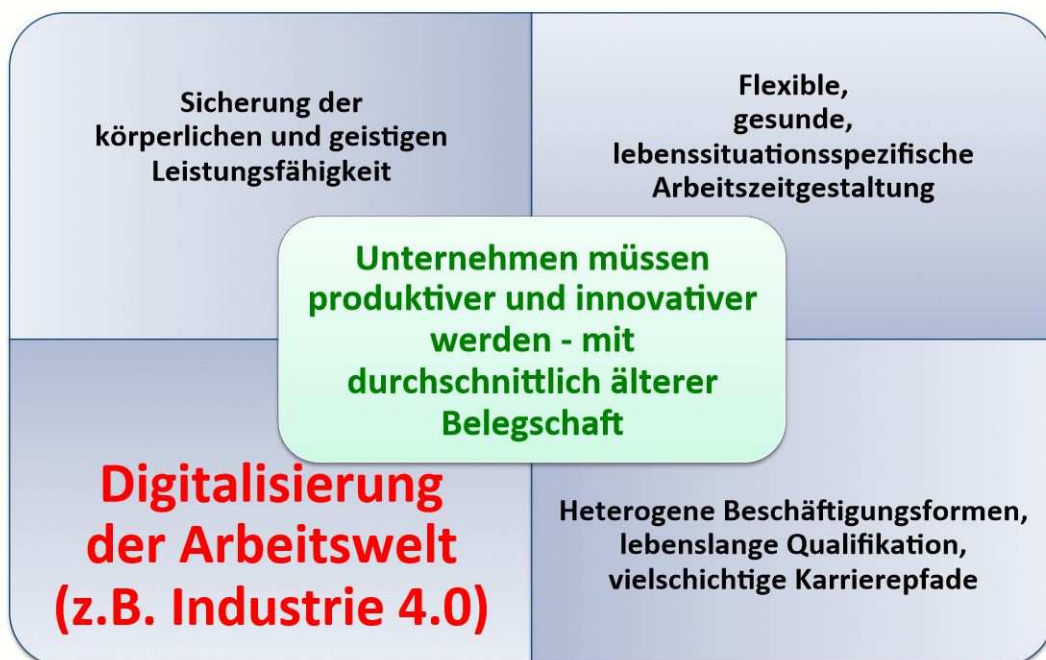 Sicherung der
körperlichen und geistigen
Leistungsfähigkeit
Flexible,
gesunde,
lebenssituationsspezifische
Arbeitszeitgestaltung
Unternehmen müssen
produktiver und innovativer
werden - mit
durchschnittlich älterer
Belegschaft
Digitalisierung
der Arbeitswelt
(z.B. Industrie 4.0)
Heterogene Beschäftigungsformen,
lebenslange Qualifikation,
vielschichtige Karrierepfade